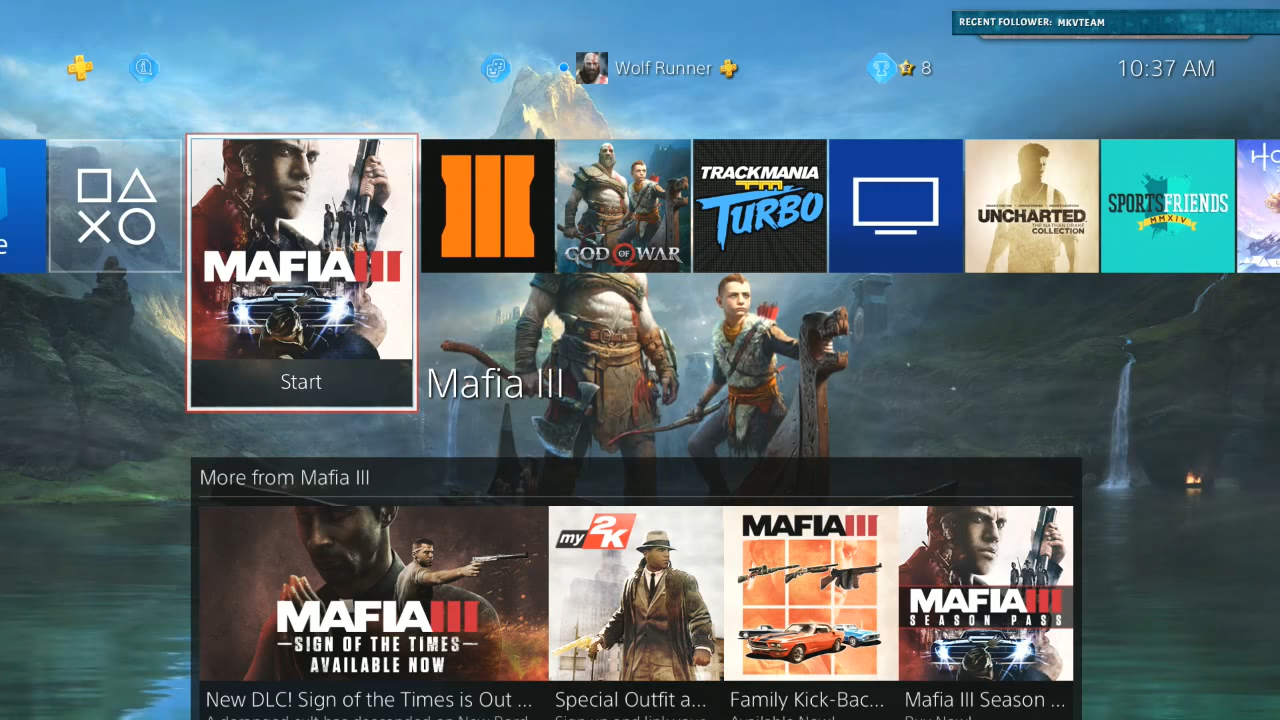 RECENT FOLLOWER: MKVTEAM
Wolf Runner
8
10:37 AM
e
MAFIA III
GOD OF WAR
TRACKMANIA
TM
TURBO
UNCHARTED
THE NATHAN DRAKE
COLLECTION
SPORTSFRIENDS
MMXIV
Start
Mafia III
More from Mafia III
MAFIA III
SIGN OF THE TIMES
AVAILABLE NOW
my 2K
MAFIA III
MAFIA III
SEASON PASS
New DLC! Sign of the Times is Out ...
Special Outfit a...
Family Kick-Bac...
Mafia III Season ...